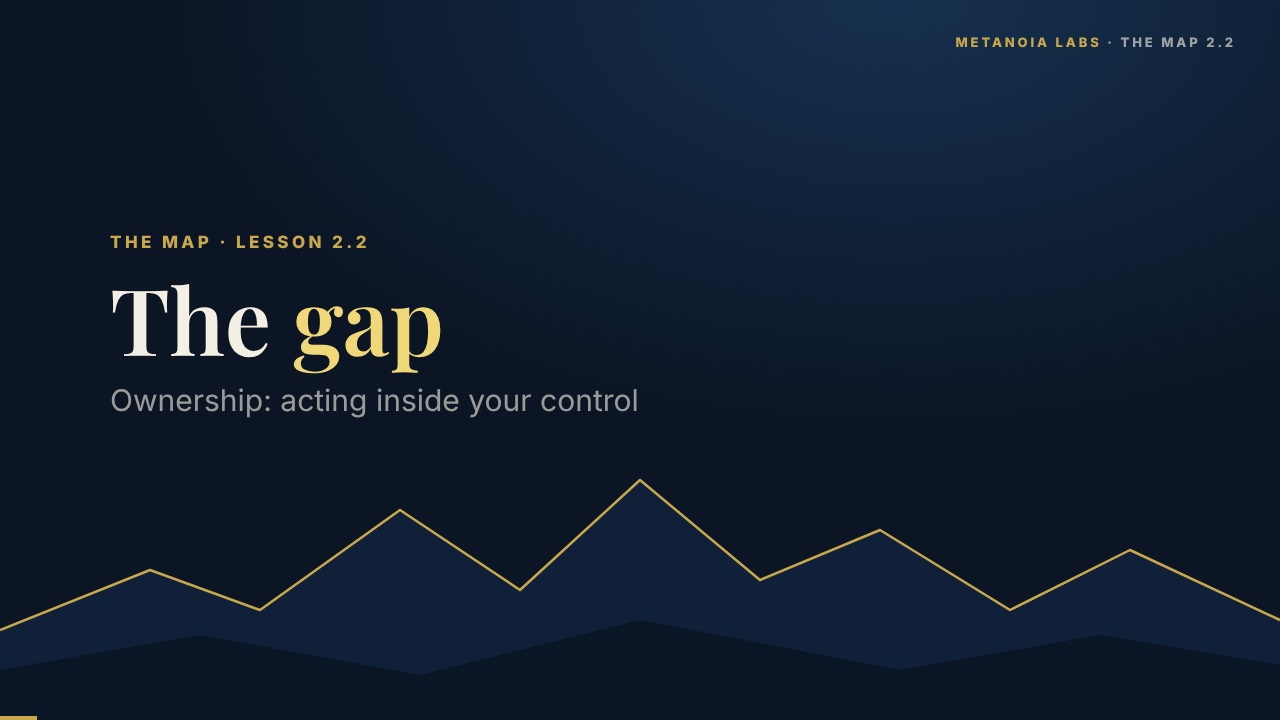 METANOIA LABS · THE MAP 2.2
THE MAP · LESSON 2.2
The gap
Ownership: acting inside your control